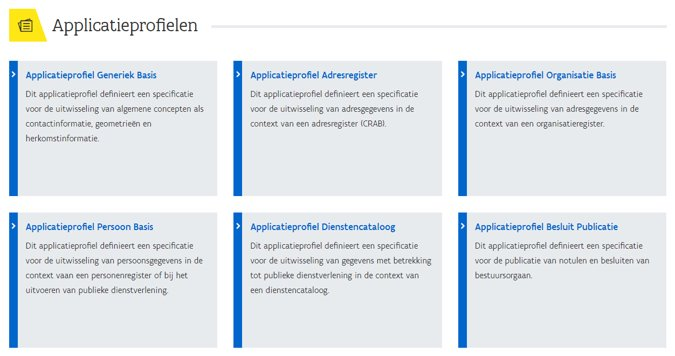 Applicatieprofielen
Applicatieprofiel Generiek Basis
Dit applicatieprofiel definieert een specificatie
voor de uitwisseling van algemene concepten als
contactinformatie, geometrieën en
herkomstinformatie.
Applicatieprofiel Adresregister
Dit applicatieprofiel definieert een specificatie
voor de uitwisseling van adresgegevens in de
context van een adresregister (CRAB).
Applicatieprofiel Organisatie Basis
Dit applicatieprofiel definieert een specificatie
voor de uitwisseling van adresgegevens in de
context van een organisatieregister.
Applicatieprofiel Persoon Basis
Dit applicatieprofiel definieert een specificatie
voor de uitwisseling van persoonsgegevens in de
context vaan een personenregister of bij het
uitvoeren van publieke dienstverlening.
Applicatieprofiel Dienstencataloog
Dit applicatieprofiel definieert een specificatie
voor de uitwisseling van gegevens met betrekking
tot publieke dienstverlening in de context van
een dienstencataloog.
Applicatieprofiel Besluit Publicatie
Dit applicatieprofiel definieert een specificatie
voor de publicatie van notulen en besluiten van
bestuursorgaan.